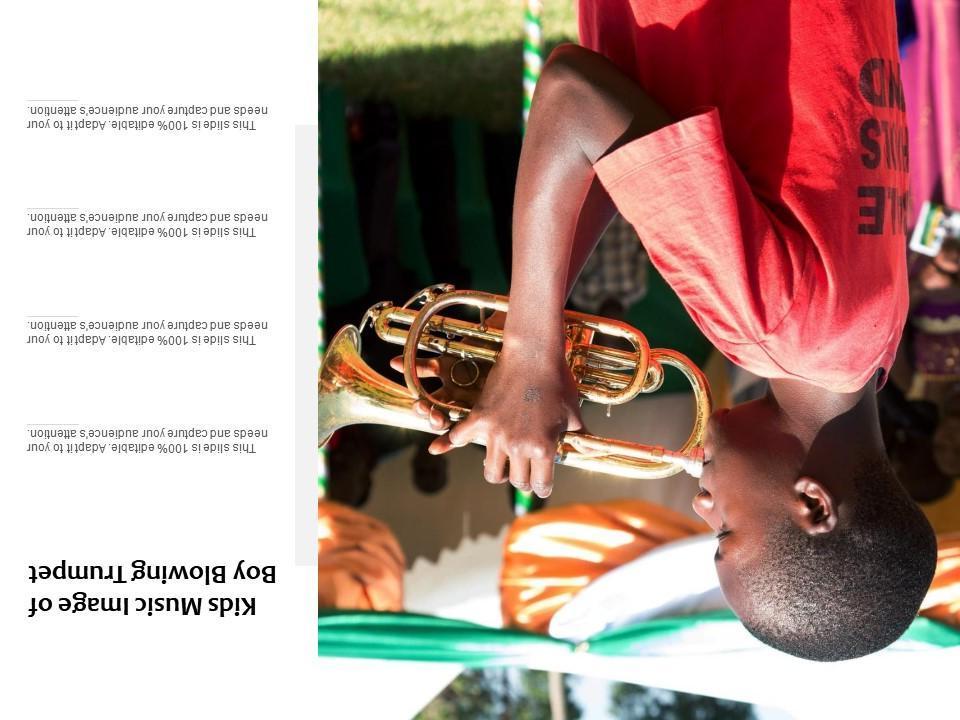 Kids Music Image of
Boy Blowing Trumpet
This slide is 100% editable. Adapt it to your
needs and capture your audience's attention.
This slide is 100% editable. Adapt it to your
needs and capture your audience's attention.
This slide is 100% editable. Adapt it to your
needs and capture your audience's attention.
This slide is 100% editable. Adapt it to your
needs and capture your audience's attention.